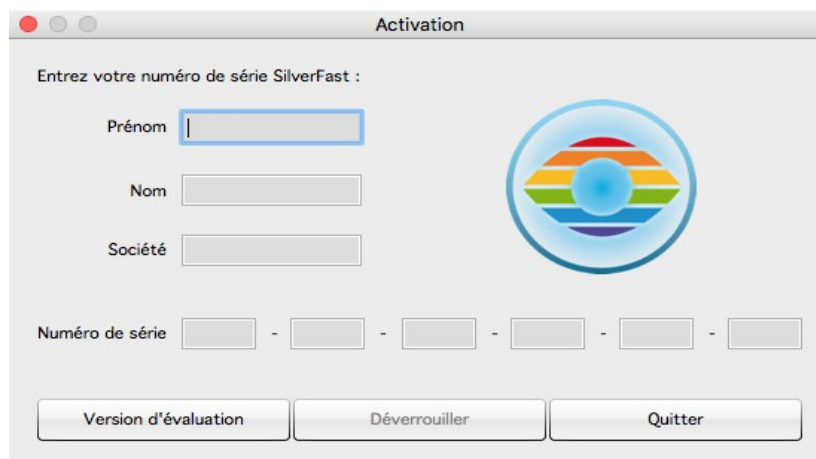 Activation
Entrez votre numéro de série SilverFast :
Prénom
Nom
Société
Numéro de série - - - - -
Version d'évaluation Déverrouiller Quitter